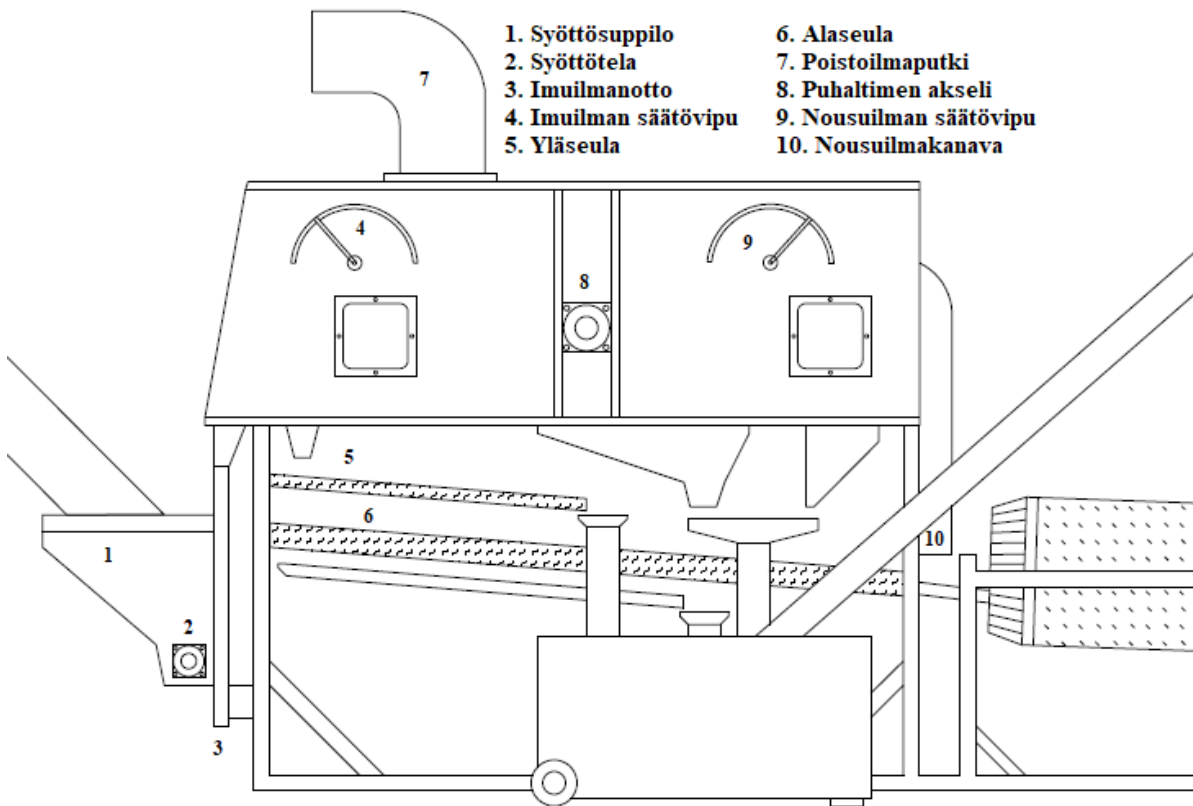 1. Syöttösuppilo
2. Syöttötela
3. Imuilmanotto
4. Imuilman säätövipu
5. Yläseula
6. Alaseula
7. Poistoilmaputki
8. Puhaltimen akseli
9. Nousuilman säätövipu
10. Nousuilmakanava
7
4
9
8
5
6
1
10
2
3